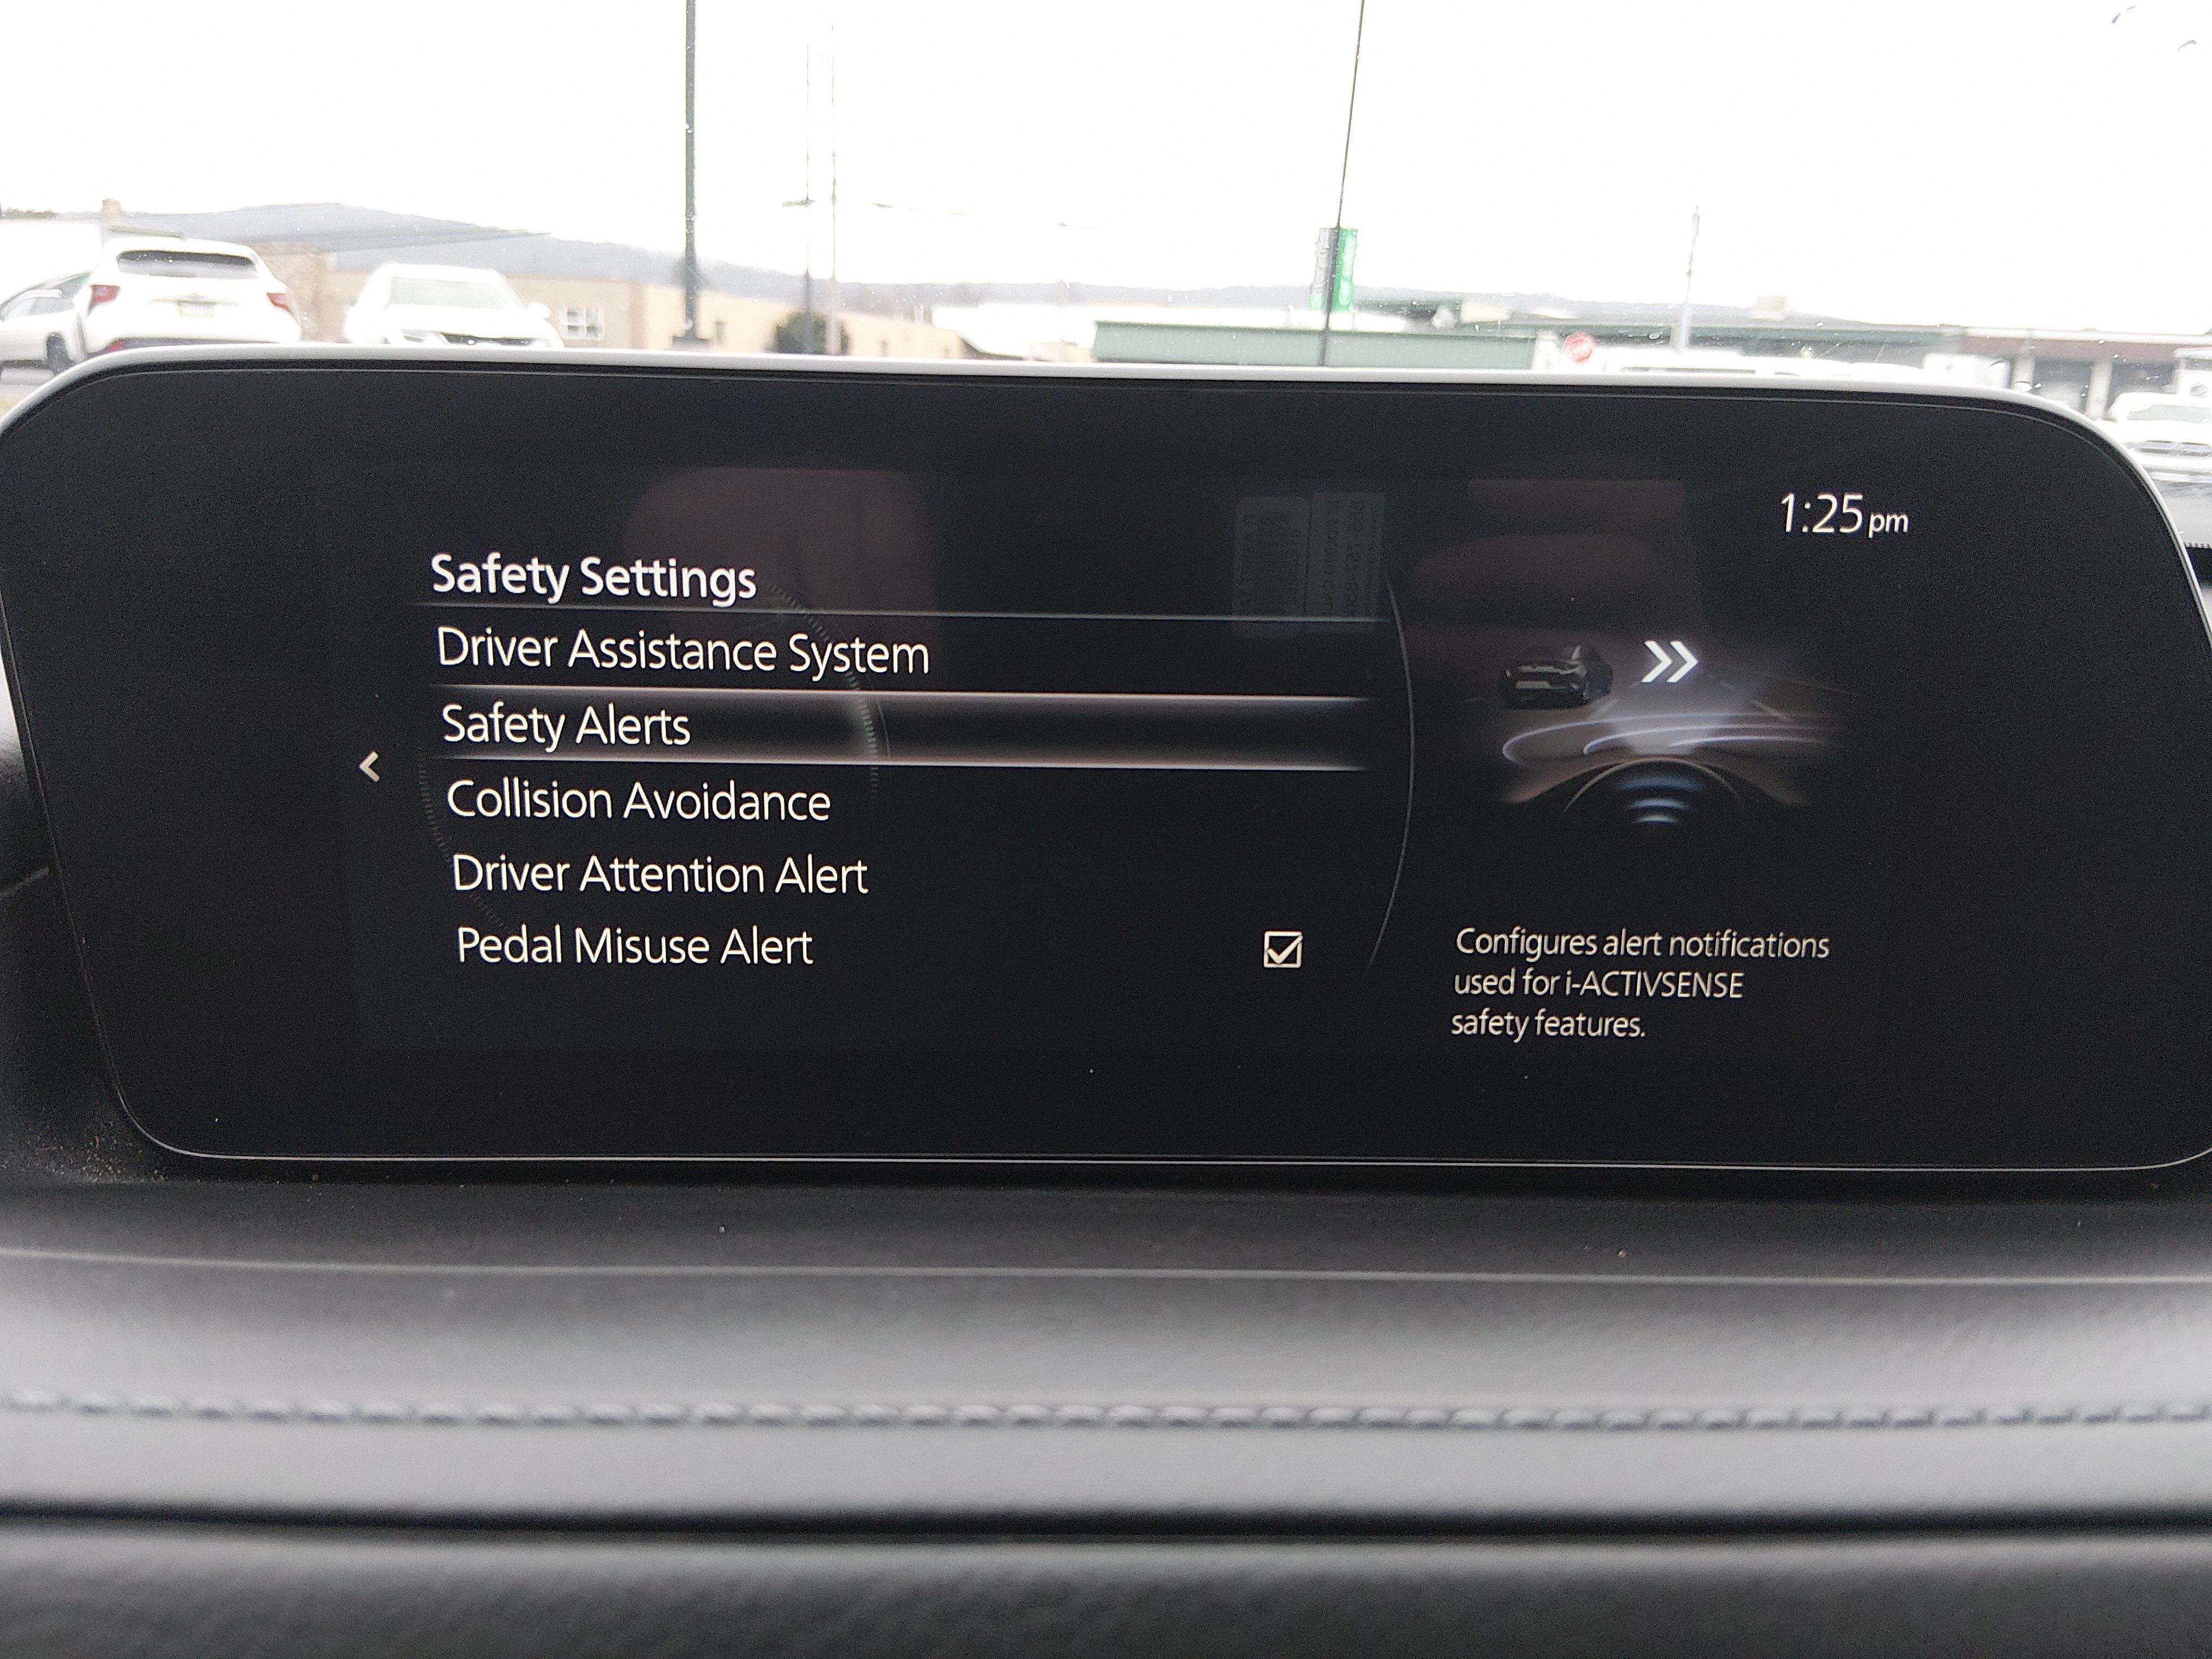 1:25pm
Safety Settings
Driver Assistance System
Safety Alerts
Collision Avoidance
Driver Attention Alert
Pedal Misuse Alert
Configures alert notifications
used for i-ACTIVSENSE
safety features.